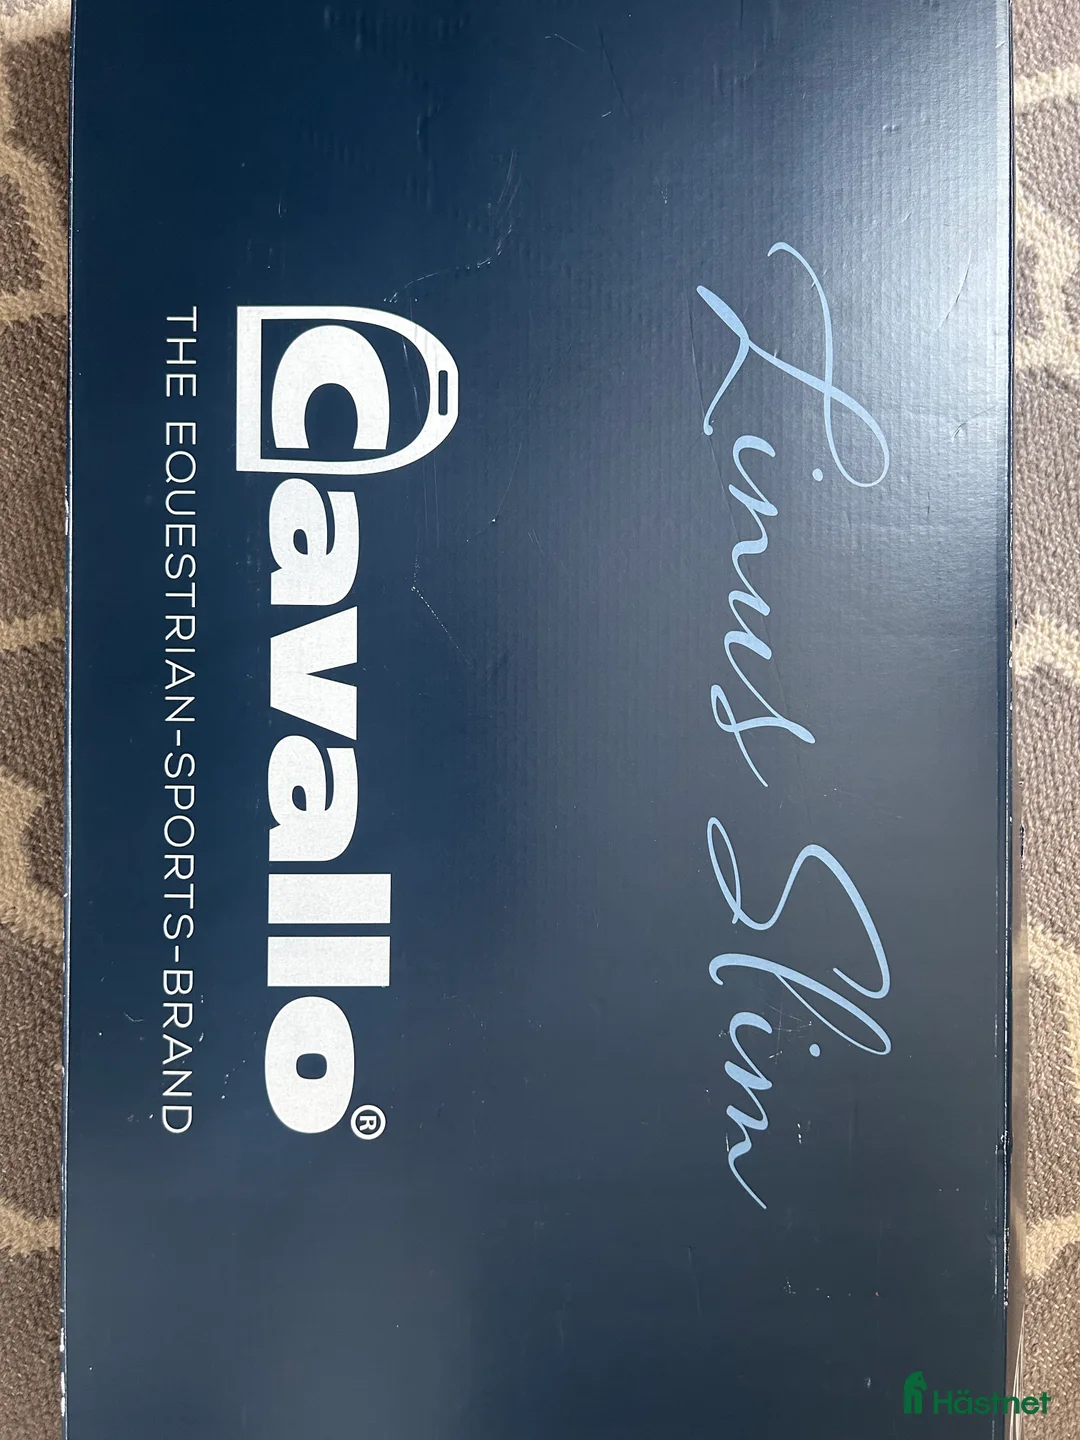 Linus Slim
cavallo®
THE EQUESTRIAN-SPORTS-BRAND
Hästnet